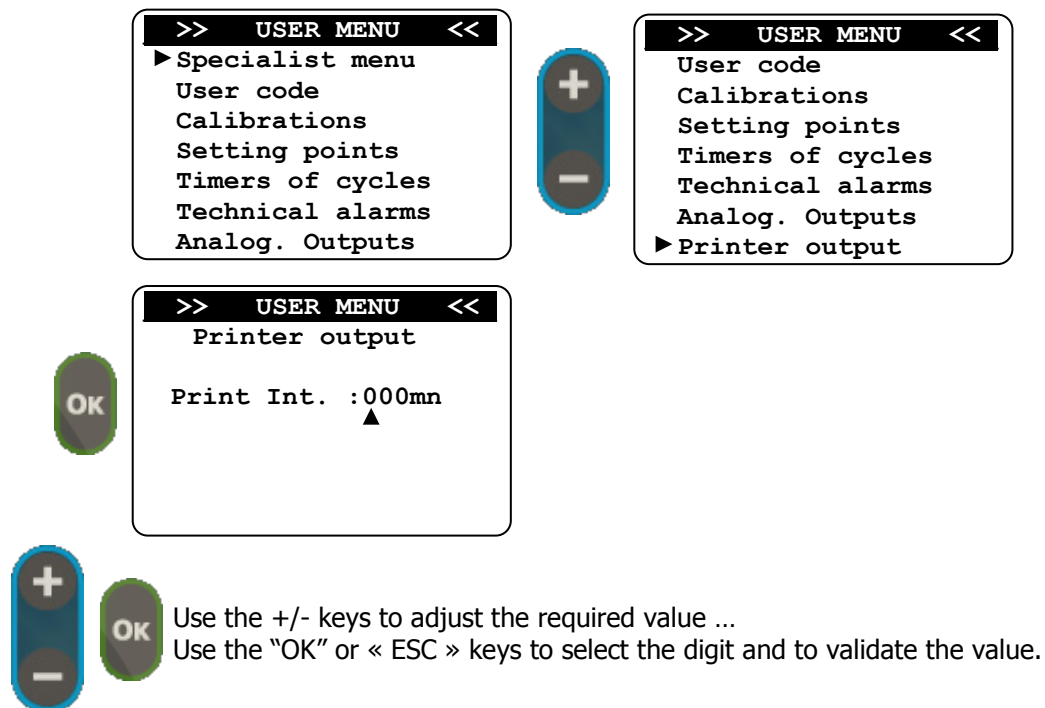 >> USER MENU <<
►Specialist menu
User code
Calibrations
Setting points
Timers of cycles
Technical alarms
Analog. Outputs
+
−
>> USER MENU <<
User code
Calibrations
Setting points
Timers of cycles
Technical alarms
Analog. Outputs
►Printer output
OK
>> USER MENU <<
Printer output
Print Int. :000mn
▲
+
−
OK
Use the +/- keys to adjust the required value …
Use the “OK” or « ESC » keys to select the digit and to validate the value.